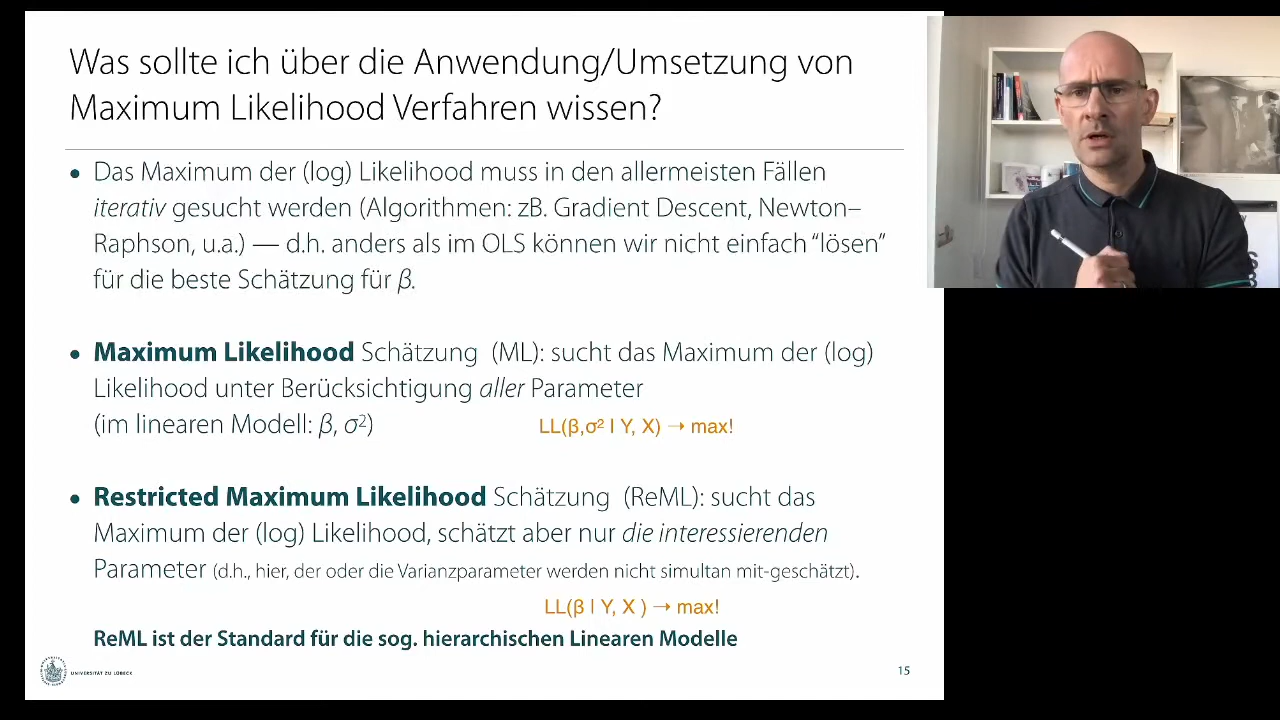 Was sollte ich über die Anwendung/Umsetzung von
Maximum Likelihood Verfahren wissen?
• Das Maximum der (log) Likelihood muss in den allermeisten Fällen
iterativ gesucht werden (Algorithmen: zB. Gradient Descent, Newton–
Raphson, u.a.) — d.h. anders als im OLS können wir nicht einfach “lösen”
für die beste Schätzung für β.
• Maximum Likelihood Schätzung (ML): sucht das Maximum der (log)
Likelihood unter Berücksichtigung aller Parameter
(im linearen Modell: β, σ²)
LL(β,σ² | Y, X) → max!
• Restricted Maximum Likelihood Schätzung (ReML): sucht das
Maximum der (log) Likelihood, schätzt aber nur die interessierenden
Parameter (d.h., hier, der oder die Varianzparameter werden nicht simultan mit-geschätzt).
LL(β | Y, X ) → max!
ReML ist der Standard für die sog. hierarchischen Linearen Modelle
UNIVERSITÄT ZU LÜBECK
15